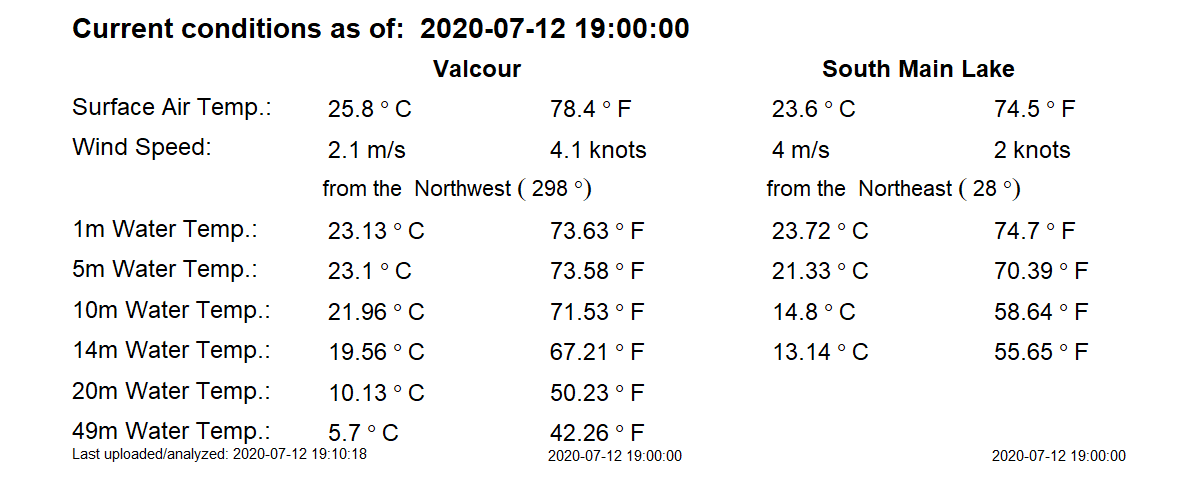 Current conditions as of: 2020-07-12 19:00:00
Valcour South Main Lake
Surface Air Temp.: 25.8 ° C 78.4 ° F 23.6 ° C 74.5 ° F
Wind Speed: 2.1 m/s 4.1 knots 4 m/s 2 knots
from the Northwest ( 298 °) from the Northeast ( 28 °)
1m Water Temp.: 23.13 ° C 73.63 ° F 23.72 ° C 74.7 ° F
5m Water Temp.: 23.1 ° C 73.58 ° F 21.33 ° C 70.39 ° F
10m Water Temp.: 21.96 ° C 71.53 ° F 14.8 ° C 58.64 ° F
14m Water Temp.: 19.56 ° C 67.21 ° F 13.14 ° C 55.65 ° F
20m Water Temp.: 10.13 ° C 50.23 ° F
49m Water Temp.: 5.7 ° C 42.26 ° F
Last uploaded/analyzed: 2020-07-12 19:10:18 2020-07-12 19:00:00 2020-07-12 19:00:00